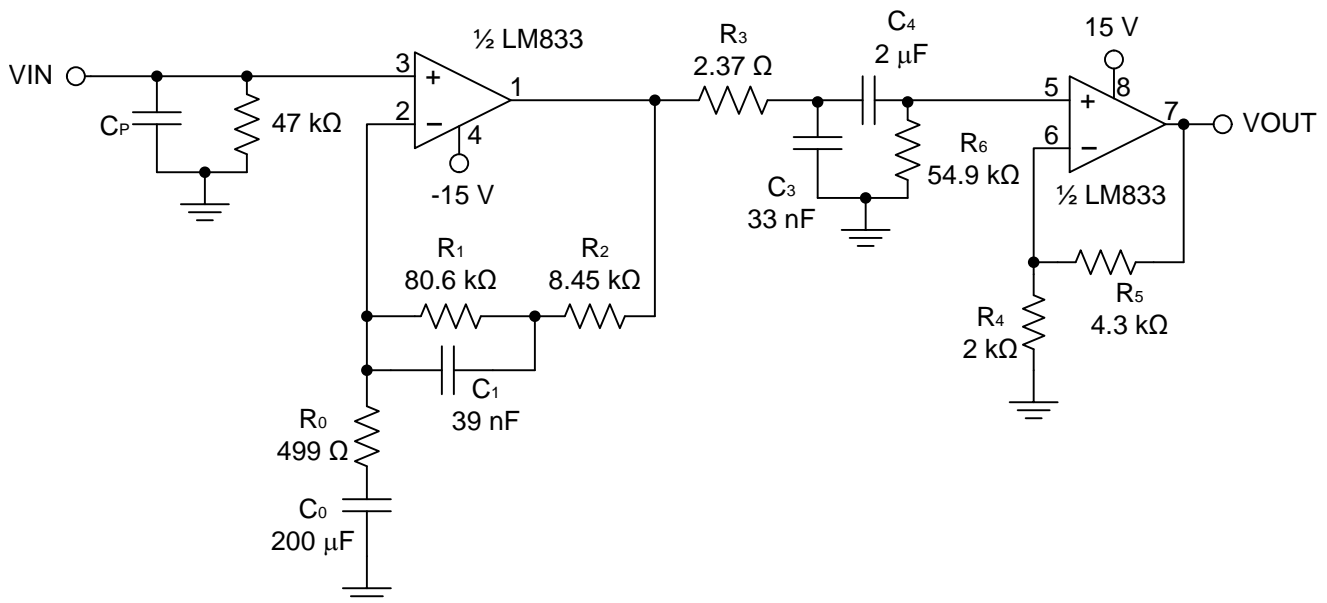 VIN
C_P
47 kΩ
3
2
+
−
½ LM833
1
4
-15 V
R1
80.6 kΩ
R2
8.45 kΩ
C1
39 nF
R0
499 Ω
C0
200 μF
R3
2.37 Ω
C4
2 μF
C3
33 nF
R6
54.9 kΩ
15 V
8
5
6
+
−
7
VOUT
½ LM833
R5
4.3 kΩ
R4
2 kΩ